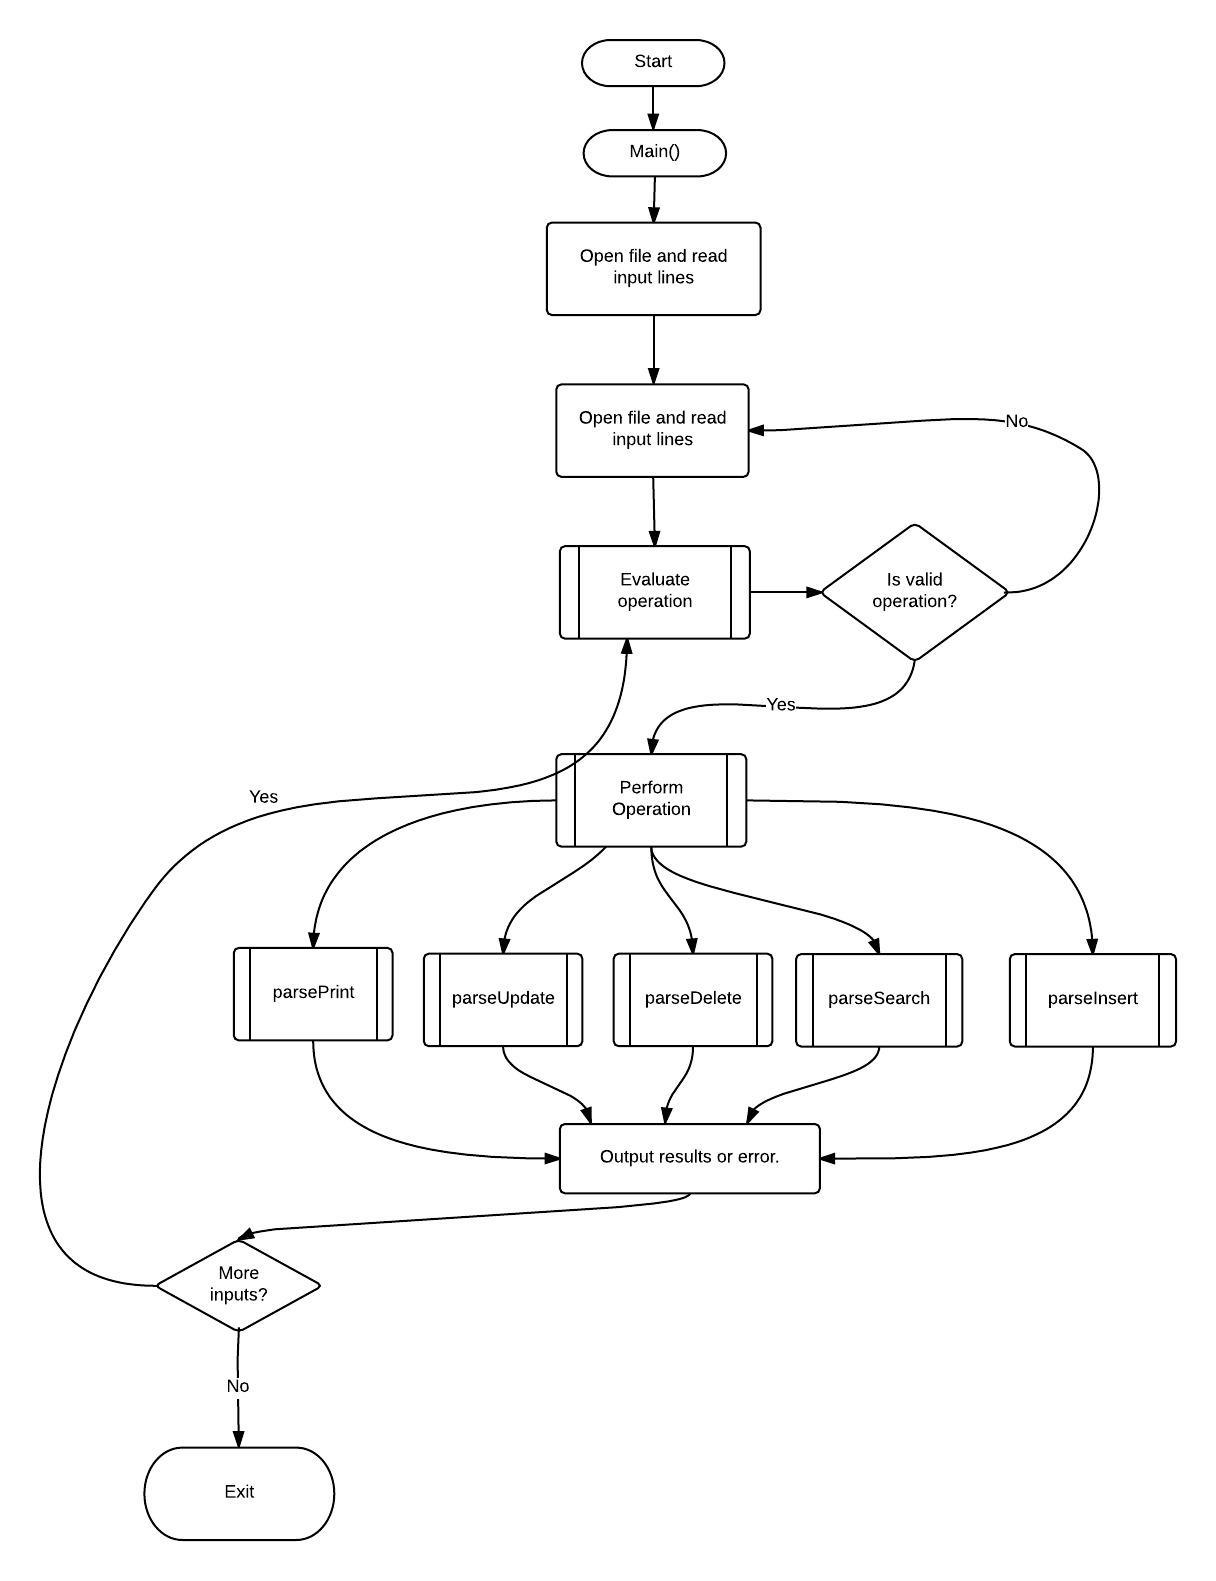 Start
Main()
Open file and read
input lines
Open file and read
input lines
No
Evaluate
operation
Is valid
operation?
Yes
Perform
Operation
Yes
parsePrint
parseUpdate
parseDelete
parseSearch
parseInsert
Output results or error.
More
inputs?
No
Exit